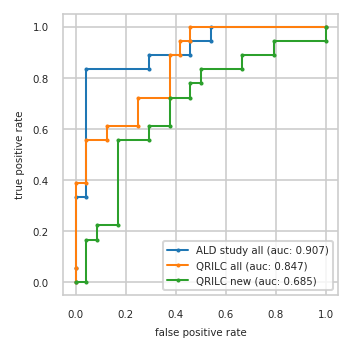 1.0
0.8
0.6
0.4
0.2
0.0
true positive rate
ALD study all (auc: 0.907)
QRILC all (auc: 0.847)
QRILC new (auc: 0.685)
0.0 0.2 0.4 0.6 0.8 1.0
false positive rate